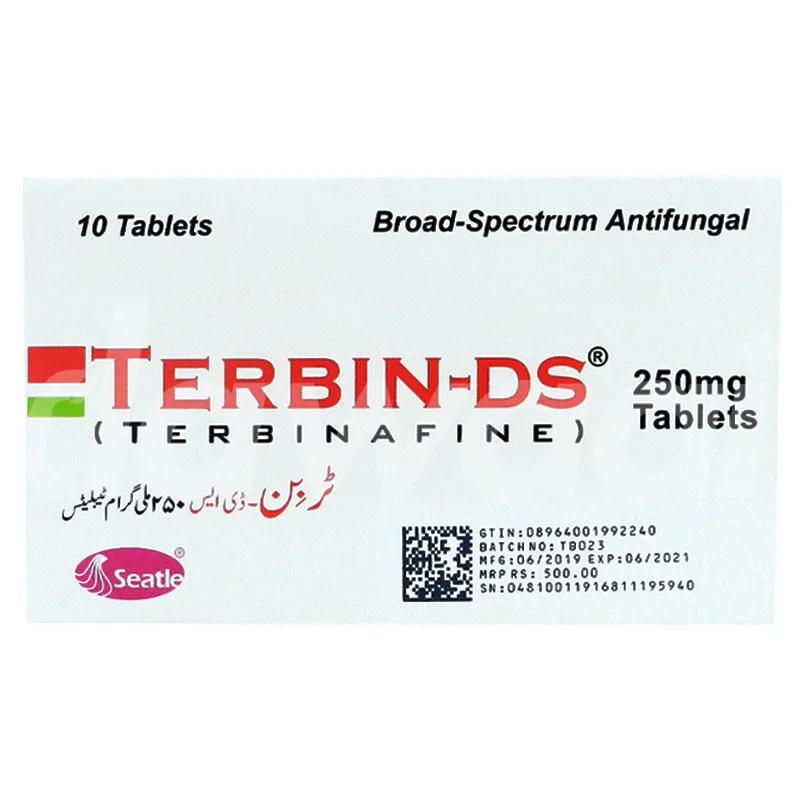 10 Tablets
Broad-Spectrum Antifungal
TERBIN-DS®
(TERBINAFINE)
250mg
Tablets
ٹربن-ڈی ایس ۲۵۰ ملی گرام ٹیبلیٹس
Seatle®
GTIN:08964001992240
BATCH NO: TB023
MFG:06/2019 EXP:06/2021
MRP RS: 500.00
SN:04810011916811195940